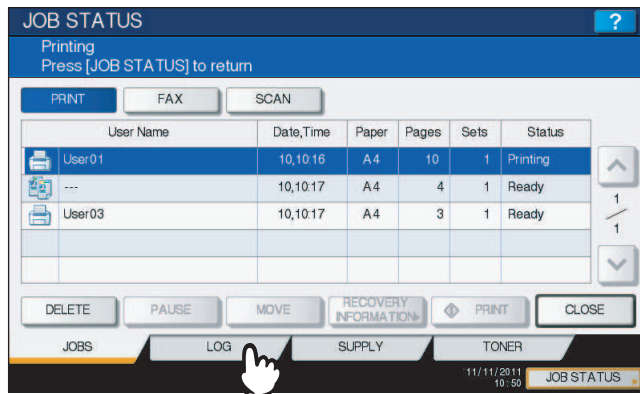 JOB STATUS ?
Printing
Press [JOB STATUS] to return
PRINT FAX SCAN
User Name Date,Time Paper Pages Sets Status
User01 10,10:16 A4 10 1 Printing
--- 10,10:17 A4 4 1 Ready
User03 10,10:17 A4 3 1 Ready
1
1
DELETE PAUSE MOVE RECOVERY INFORMATION PRINT CLOSE
JOBS LOG SUPPLY TONER
11/11/2011
10:50
JOB STATUS